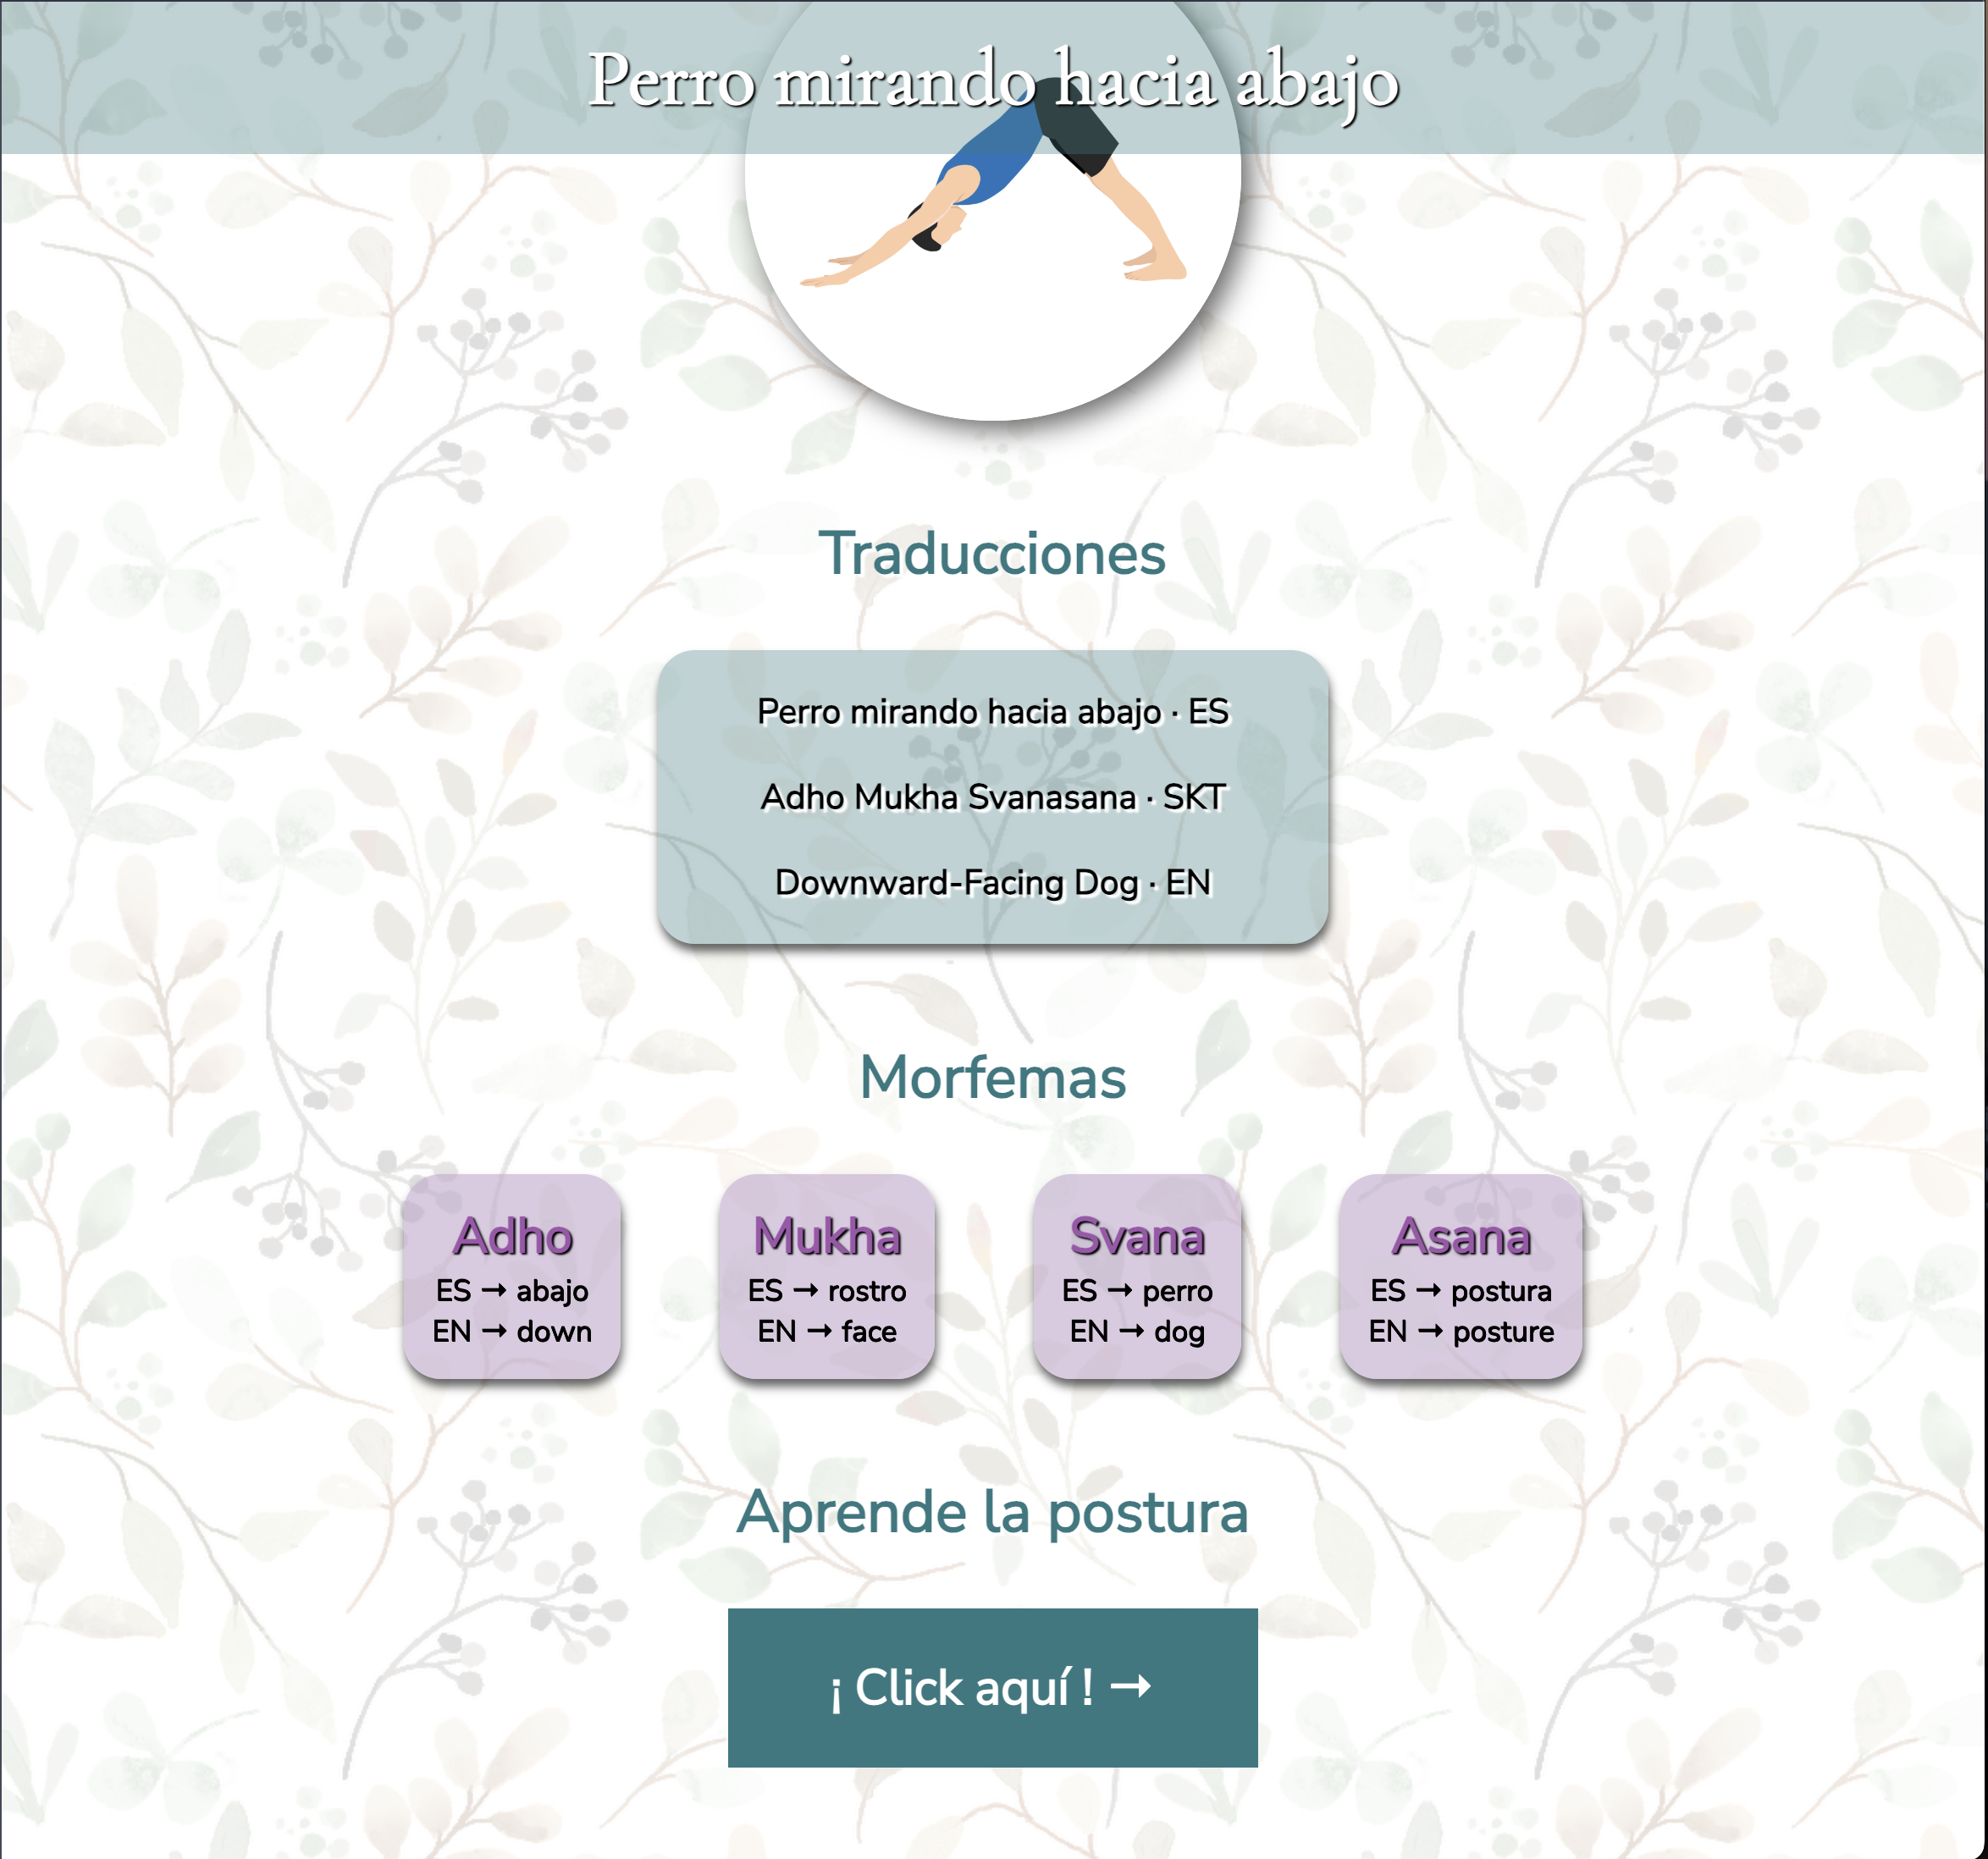 Perro mirando hacia abajo
Traducciones
Perro mirando hacia abajo · ES
Adho Mukha Svanasana · SKT
Downward-Facing Dog · EN
Morfemas
Adho
ES → abajo
EN → down
Mukha
ES → rostro
EN → face
Svana
ES → perro
EN → dog
Asana
ES → postura
EN → posture
Aprende la postura
¡ Click aquí ! →